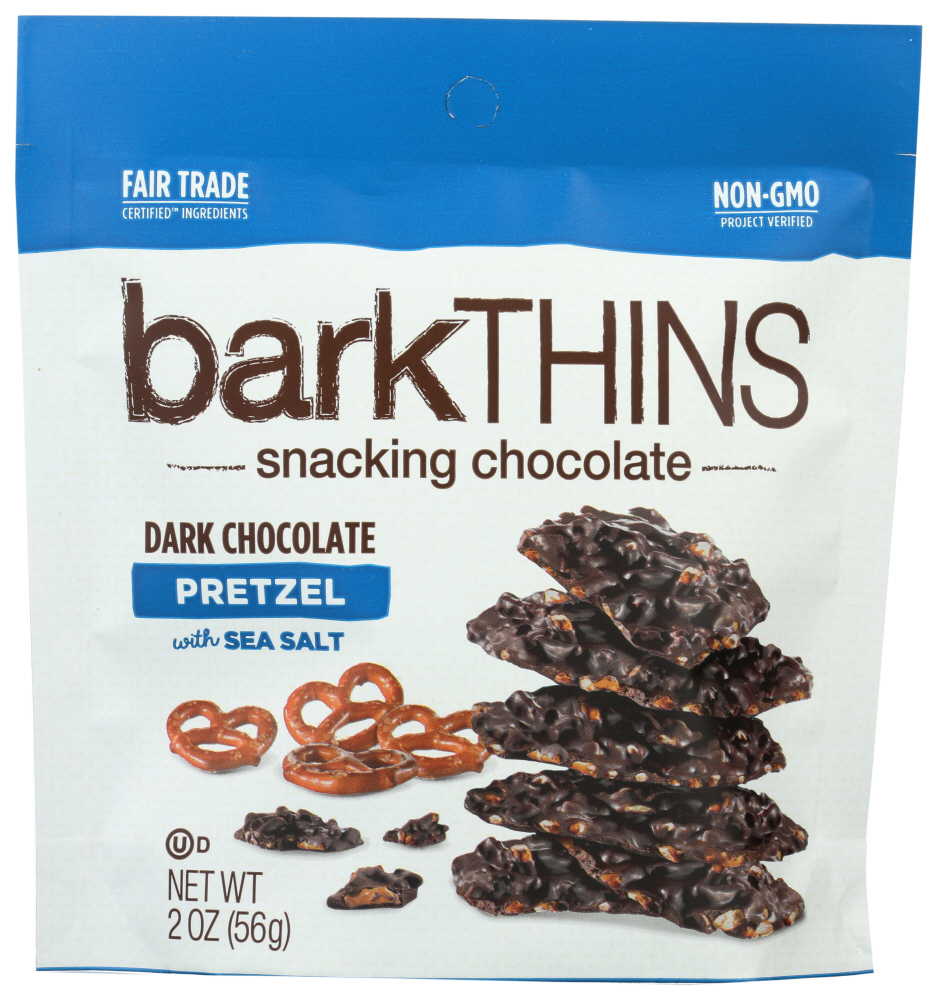 FAIR TRADE
CERTIFIED™ INGREDIENTS
NON-GMO
PROJECT VERIFIED
barkTHINS
snacking chocolate
DARK CHOCOLATE
PRETZEL
with SEA SALT
U D
NET WT
2 OZ (56g)